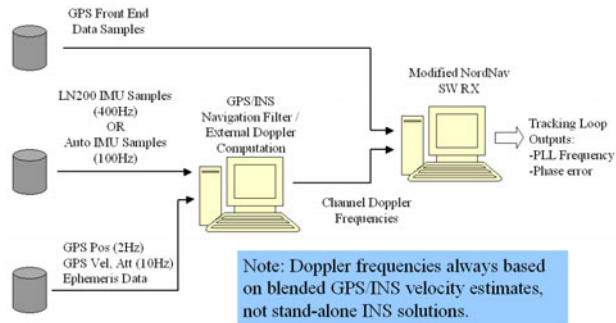 GPS Front End
Data Samples
LN200 IMU Samples
(400Hz)
OR
Auto IMU Samples
(100Hz)
GPS Pos (2Hz)
GPS Vel, Att (10Hz)
Ephemeris Data
GPS/INS
Navigation Filter /
External Doppler
Computation
Channel Doppler
Frequencies
Modified NordNav
SW RX
Tracking Loop
Outputs:
-PLL Frequency
-Phase error
Note: Doppler frequencies always based
on blended GPS/INS velocity estimates,
not stand-alone INS solutions.